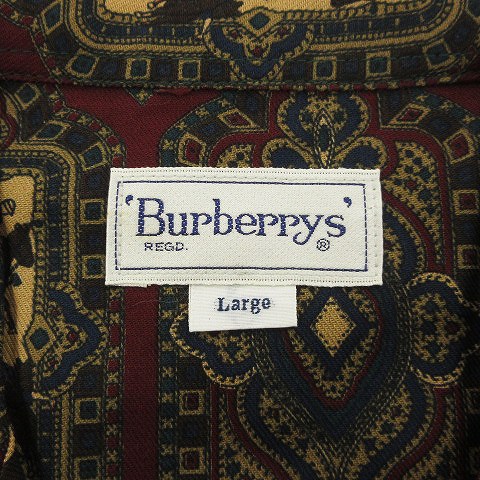 'Burberrys'
REGD. ®
Large